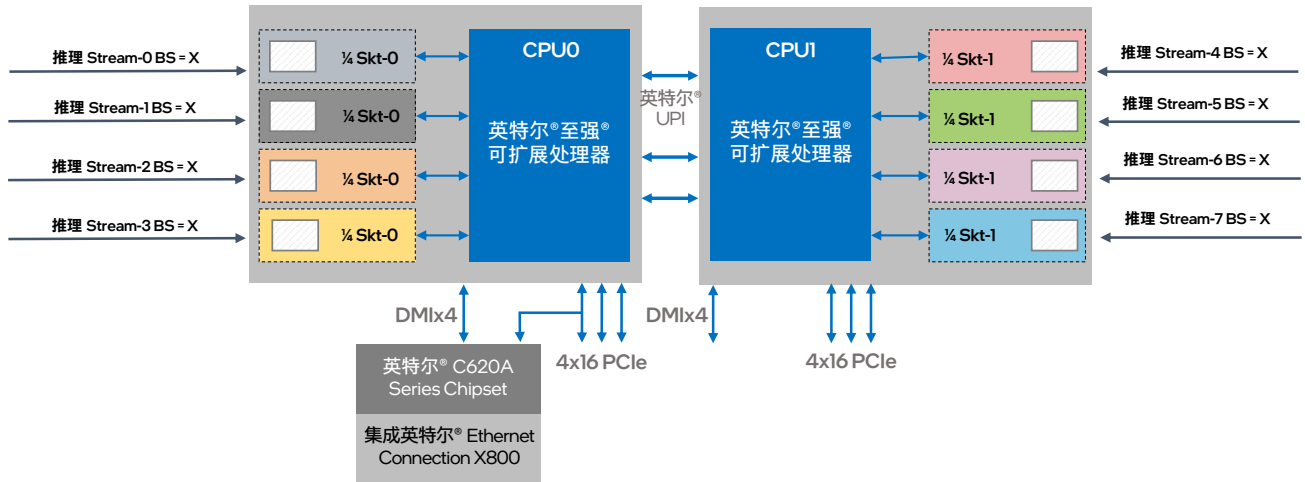 推理 Stream-0 BS = X
推理 Stream-1 BS = X
推理 Stream-2 BS = X
推理 Stream-3 BS = X
¼ Skt-0
¼ Skt-0
¼ Skt-0
¼ Skt-0
CPU0
英特尔®至强®
可扩展处理器
英特尔®
UPI
CPU1
英特尔®至强®
可扩展处理器
¼ Skt-1
¼ Skt-1
¼ Skt-1
¼ Skt-1
推理 Stream-4 BS = X
推理 Stream-5 BS = X
推理 Stream-6 BS = X
推理 Stream-7 BS = X
DMIx4
4x16 PCIe
DMIx4
4x16 PCIe
英特尔® C620A
Series Chipset
集成英特尔® Ethernet
Connection X800